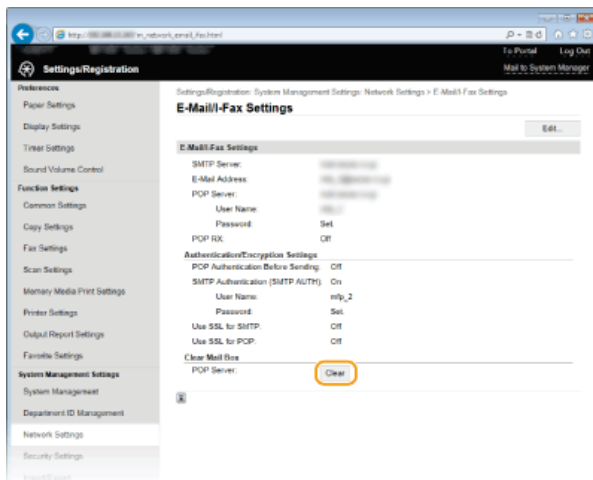 http://
m_network_email_ifax.html
To Portal Log Out
Settings/Registration
Mail to System Manager
Preferences
Paper Settings
Display Settings
Timer Settings
Sound Volume Control
Function Settings
Common Settings
Copy Settings
Fax Settings
Scan Settings
Memory Media Print Settings
Printer Settings
Output Report Settings
Favorite Settings
System Management Settings
System Management
Department ID Management
Network Settings
Security Settings
Import/Export
Settings/Registration: System Management Settings: Network Settings > E-Mail/I-Fax Settings
E-Mail/I-Fax Settings
Edit...
E-Mail/I-Fax Settings
SMTP Server:
E-Mail Address:
POP Server:
User Name:
Password: Set
POP RX: Off
Authentication/Encryption Settings
POP Authentication Before Sending: Off
SMTP Authentication (SMTP AUTH): On
User Name: mfp_2
Password: Set
Use SSL for SMTP: Off
Use SSL for POP: Off
Clear Mail Box
POP Server: Clear